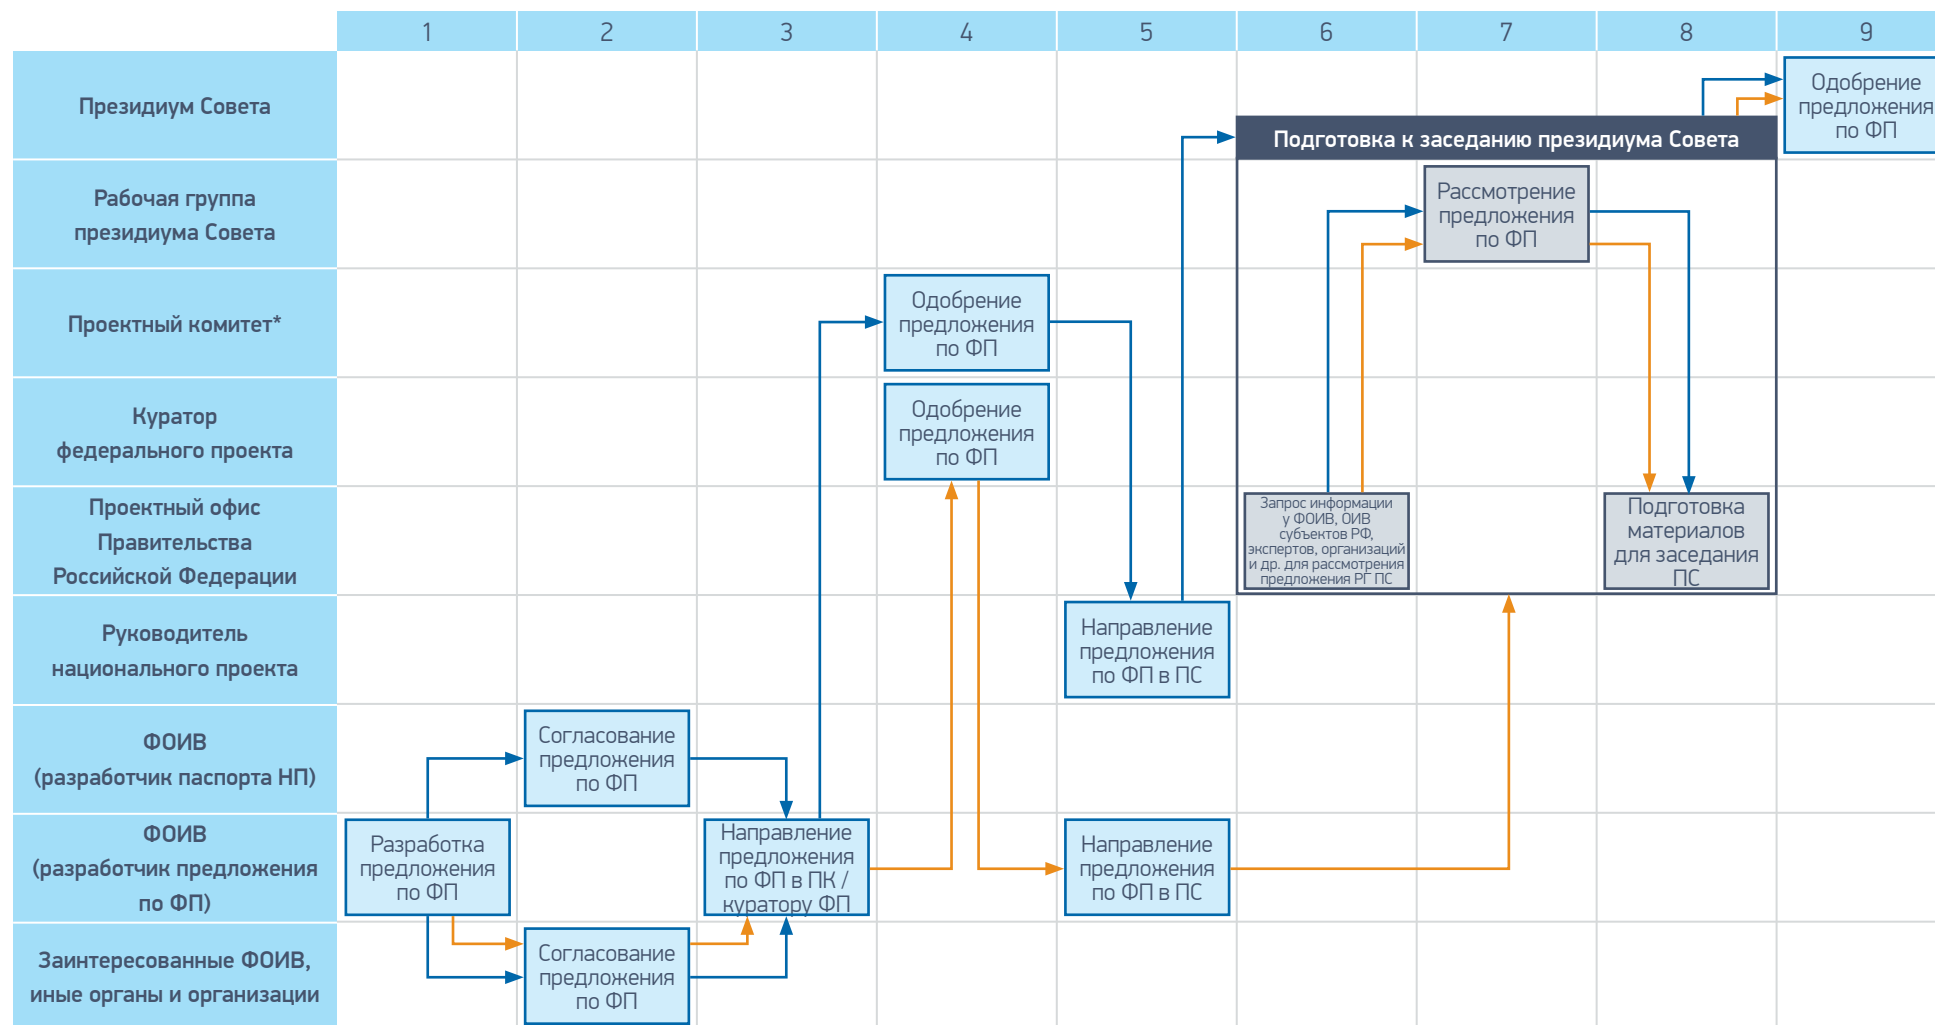 1 2 3 4 5 6 7 8 9
Президиум Совета
Одобрение
предложения
по ФП
Подготовка к заседанию президиума Совета
Рабочая группа
президиума Совета
Рассмотрение
предложения
по ФП
Проектный комитет*
Одобрение
предложения
по ФП
Куратор
федерального проекта
Одобрение
предложения
по ФП
Проектный офис
Правительства
Российской Федерации
Запрос информации
у ФОИВ, ОИВ
субъектов РФ,
экспертов, организаций
и др. для рассмотрения
предложения РГ ПС
Подготовка
материалов
для заседания
ПС
Руководитель
национального проекта
Направление
предложения
по ФП в ПС
ФОИВ
(разработчик паспорта НП)
Согласование
предложения
по ФП
ФОИВ
(разработчик предложения
по ФП)
Разработка
предложения
по ФП
Направление
предложения
по ФП в ПК /
куратору ФП
Направление
предложения
по ФП в ПС
Заинтересованные ФОИВ,
иные органы и организации
Согласование
предложения
по ФП